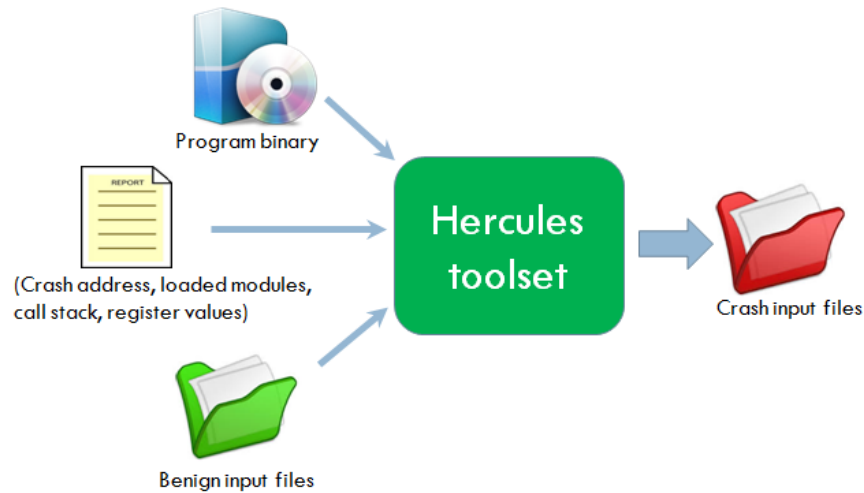 Program binary
REPORT
(Crash address, loaded modules,
call stack, register values)
Hercules
toolset
Crash input files
Benign input files